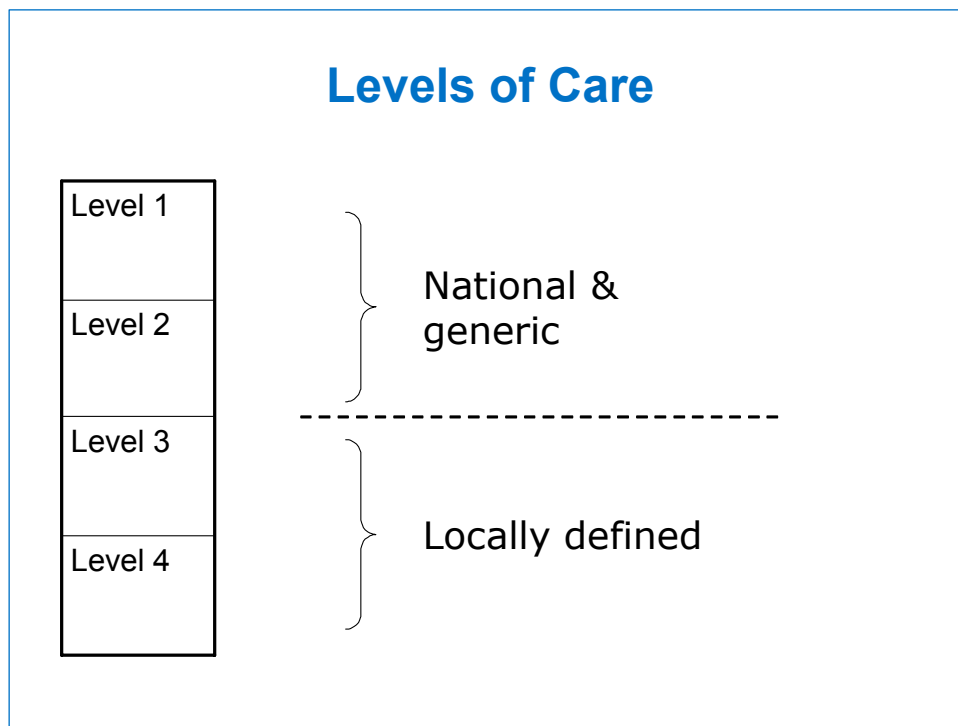 Levels of Care
Level 1
Level 2
National &
generic
Level 3
Level 4
Locally defined